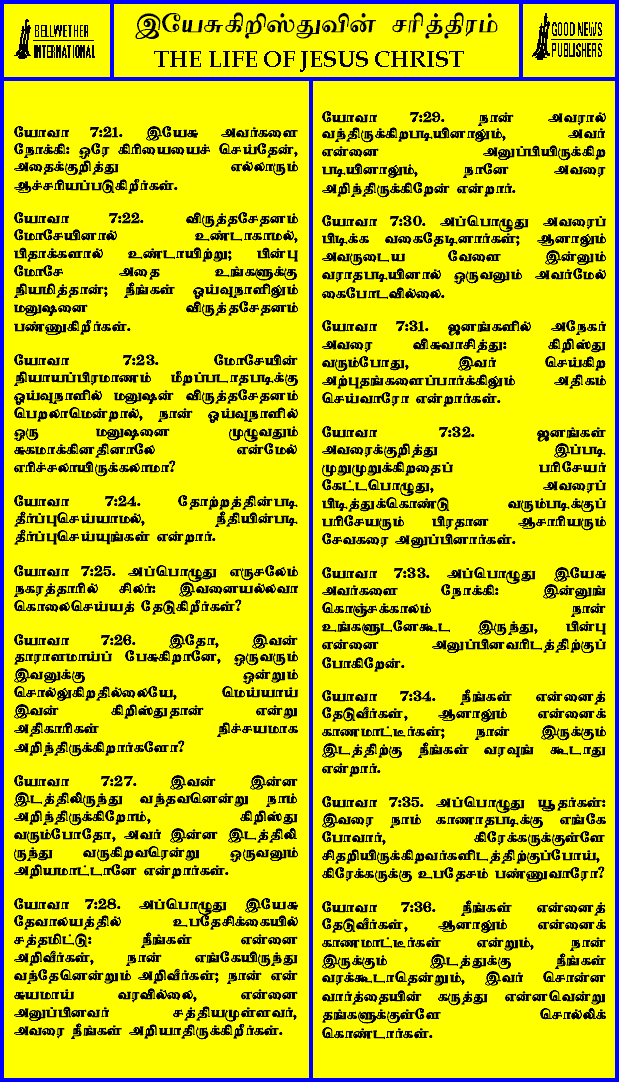 BELLWETHER
INTERNATIONAL
இயேசுகிறிஸ்துவின் சரித்திரம்
THE LIFE OF JESUS CHRIST
GOOD NEWS
PUBLISHERS
யோவா 7:21. இயேசு அவர்களை
நோக்கி: ஒரே கிரியையைச் செய்தேன்,
அதைக்குறித்து எல்லாரும்
ஆச்சரியப்படுகிறீர்கள்.
யோவா 7:22. விருத்தசேதனம்
மோசேயினால் உண்டாகாமல்,
பிதாக்களால் உண்டாயிற்று; பின்பு
மோசே அதை உங்களுக்கு
நியமித்தான்; நீங்கள் ஓய்வுநாளிலும்
மனுஷனை விருத்தசேதனம்
பண்ணுகிறீர்கள்.
யோவா 7:23. மோசேயின்
நியாயப்பிரமாணம் மீறப்படாதபடிக்கு
ஓய்வுநாளில் மனுஷன் விருத்தசேதனம்
பெறலாமென்றால், நான் ஓய்வுநாளில்
ஒரு மனுஷனை முழுவதும்
சுகமாக்கினதினாலே என்மேல்
எரிச்சலாயிருக்கலாமா?
யோவா 7:24. தோற்றத்தின்படி
தீர்ப்புசெய்யாமல், நீதியின்படி
தீர்ப்புசெய்யுங்கள் என்றார்.
யோவா 7:25. அப்பொழுது எருசலேம்
நகரத்தாரில் சிலர்: இவனையல்லவா
கொலைசெய்யத் தேடுகிறீர்கள்?
யோவா 7:26. இதோ, இவன்
தாராளமாய்ப் பேசுகிறானே, ஒருவரும்
இவனுக்கு ஒன்றும்
சொல்லுகிறதில்லையே, மெய்யாய்
இவன் கிறிஸ்துதான் என்று
அதிகாரிகள் நிச்சயமாக
அறிந்திருக்கிறார்களோ?
யோவா 7:27. இவன் இன்ன
இடத்திலிருந்து வந்தவனென்று நாம்
அறிந்திருக்கிறோம், கிறிஸ்து
வரும்போதோ, அவர் இன்ன இடத்திலி
ருந்து வருகிறவரென்று ஒருவனும்
அறியமாட்டானே என்றார்கள்.
யோவா 7:28. அப்பொழுது இயேசு
தேவாலயத்தில் உபதேசிக்கையில்
சத்தமிட்டு: நீங்கள் என்னை
அறிவீர்கள், நான் எங்கேயிருந்து
வந்தேனென்றும் அறிவீர்கள்; நான் என்
சுயமாய் வரவில்லை, என்னை
அனுப்பினவர் சத்தியமுள்ளவர்,
அவரை நீங்கள் அறியாதிருக்கிறீர்கள்.
யோவா 7:29. நான் அவரால்
வந்திருக்கிறபடியினாலும், அவர்
என்னை அனுப்பியிருக்கிற
படியினாலும், நானே அவரை
அறிந்திருக்கிறேன் என்றார்.
யோவா 7:30. அப்பொழுது அவரைப்
பிடிக்க வகைதேடினார்கள்; ஆனாலும்
அவருடைய வேளை இன்னும்
வராதபடியினால் ஒருவனும் அவர்மேல்
கைபோடவில்லை.
யோவா 7:31. ஜனங்களில் அநேகர்
அவரை விசுவாசித்து: கிறிஸ்து
வரும்போது, இவர் செய்கிற
அற்புதங்களைப்பார்க்கிலும் அதிகம்
செய்வாரோ என்றார்கள்.
யோவா 7:32. ஜனங்கள்
அவரைக்குறித்து இப்படி
முறுமுறுக்கிறதைப் பரிசேயர்
கேட்டபொழுது, அவரைப்
பிடித்துக்கொண்டு வரும்படிக்குப்
பரிசேயரும் பிரதான ஆசாரியரும்
சேவகரை அனுப்பினார்கள்.
யோவா 7:33. அப்பொழுது இயேசு
அவர்களை நோக்கி: இன்னுங்
கொஞ்சக்காலம் நான்
உங்களுடனேகூட இருந்து, பின்பு
என்னை அனுப்பினவரிடத்திற்குப்
போகிறேன்.
யோவா 7:34. நீங்கள் என்னைத்
தேடுவீர்கள், ஆனாலும் என்னைக்
காணமாட்டீர்கள்; நான் இருக்கும்
இடத்திற்கு நீங்கள் வரவுங் கூடாது
என்றார்.
யோவா 7:35. அப்பொழுது யூதர்கள்:
இவரை நாம் காணாதபடிக்கு எங்கே
போவார், கிரேக்கருக்குள்ளே
சிதறியிருக்கிறவர்களிடத்திற்குப்போய்,
கிரேக்கருக்கு உபதேசம் பண்ணுவாரோ?
யோவா 7:36. நீங்கள் என்னைத்
தேடுவீர்கள், ஆனாலும் என்னைக்
காணமாட்டீர்கள் என்றும், நான்
இருக்கும் இடத்துக்கு நீங்கள்
வரக்கூடாதென்றும், இவர் சொன்ன
வார்த்தையின் கருத்து என்னவென்று
தங்களுக்குள்ளே சொல்லிக்
கொண்டார்கள்.